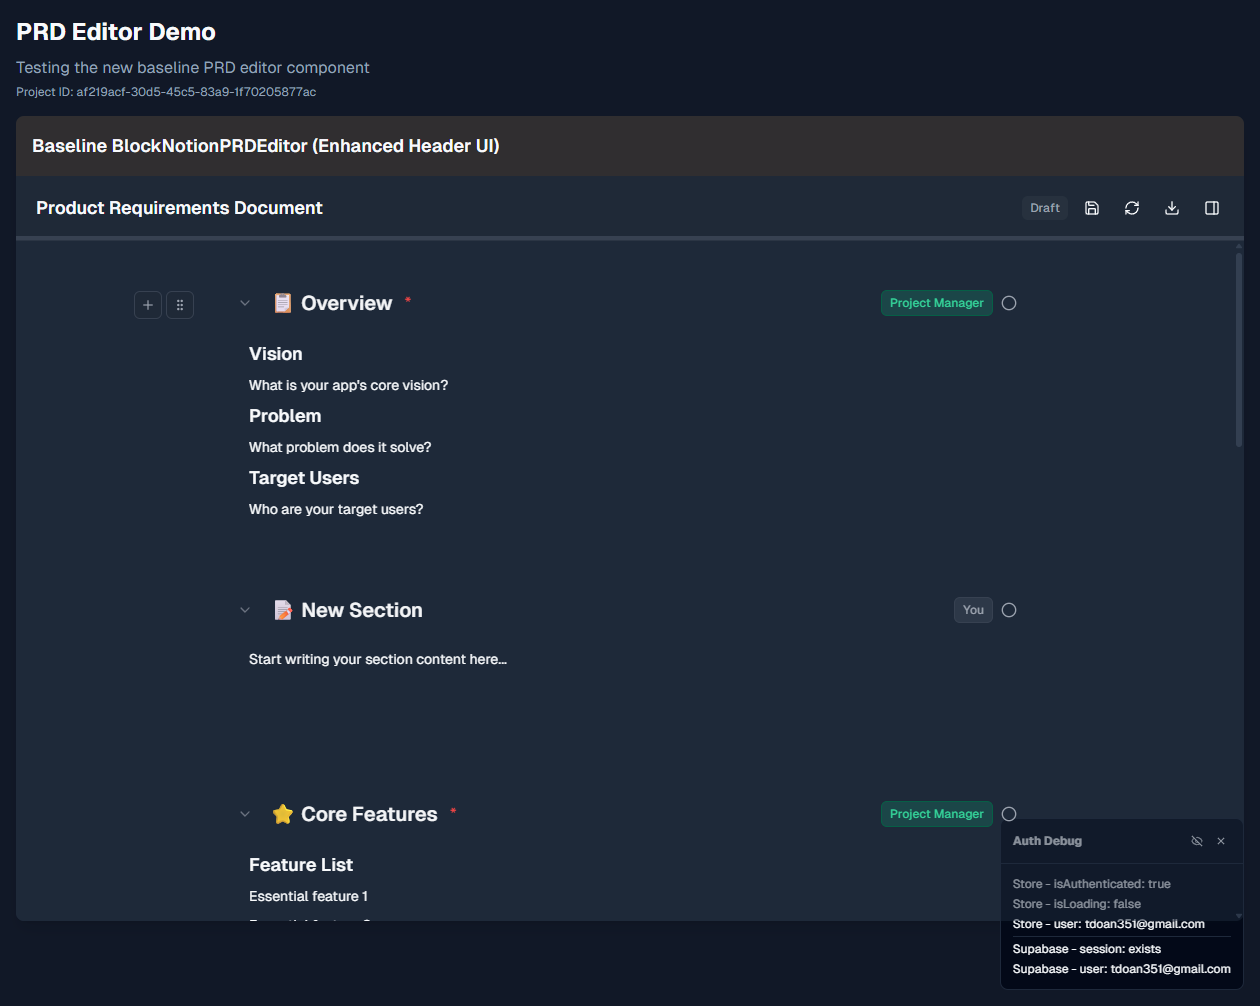 PRD Editor Demo
Testing the new baseline PRD editor component
Project ID: af219acf-30d5-45c5-83a9-1f70205877ac
Baseline BlockNotionPRDEditor (Enhanced Header UI)
Product Requirements Document
Draft
Overview *
Project Manager
Vision
What is your app's core vision?
Problem
What problem does it solve?
Target Users
Who are your target users?
New Section
You
Start writing your section content here...
Core Features *
Project Manager
Feature List
Essential feature 1
Auth Debug
Store - isAuthenticated: true
Store - isLoading: false
Store - user: tdoan351@gmail.com
Supabase - session: exists
Supabase - user: tdoan351@gmail.com